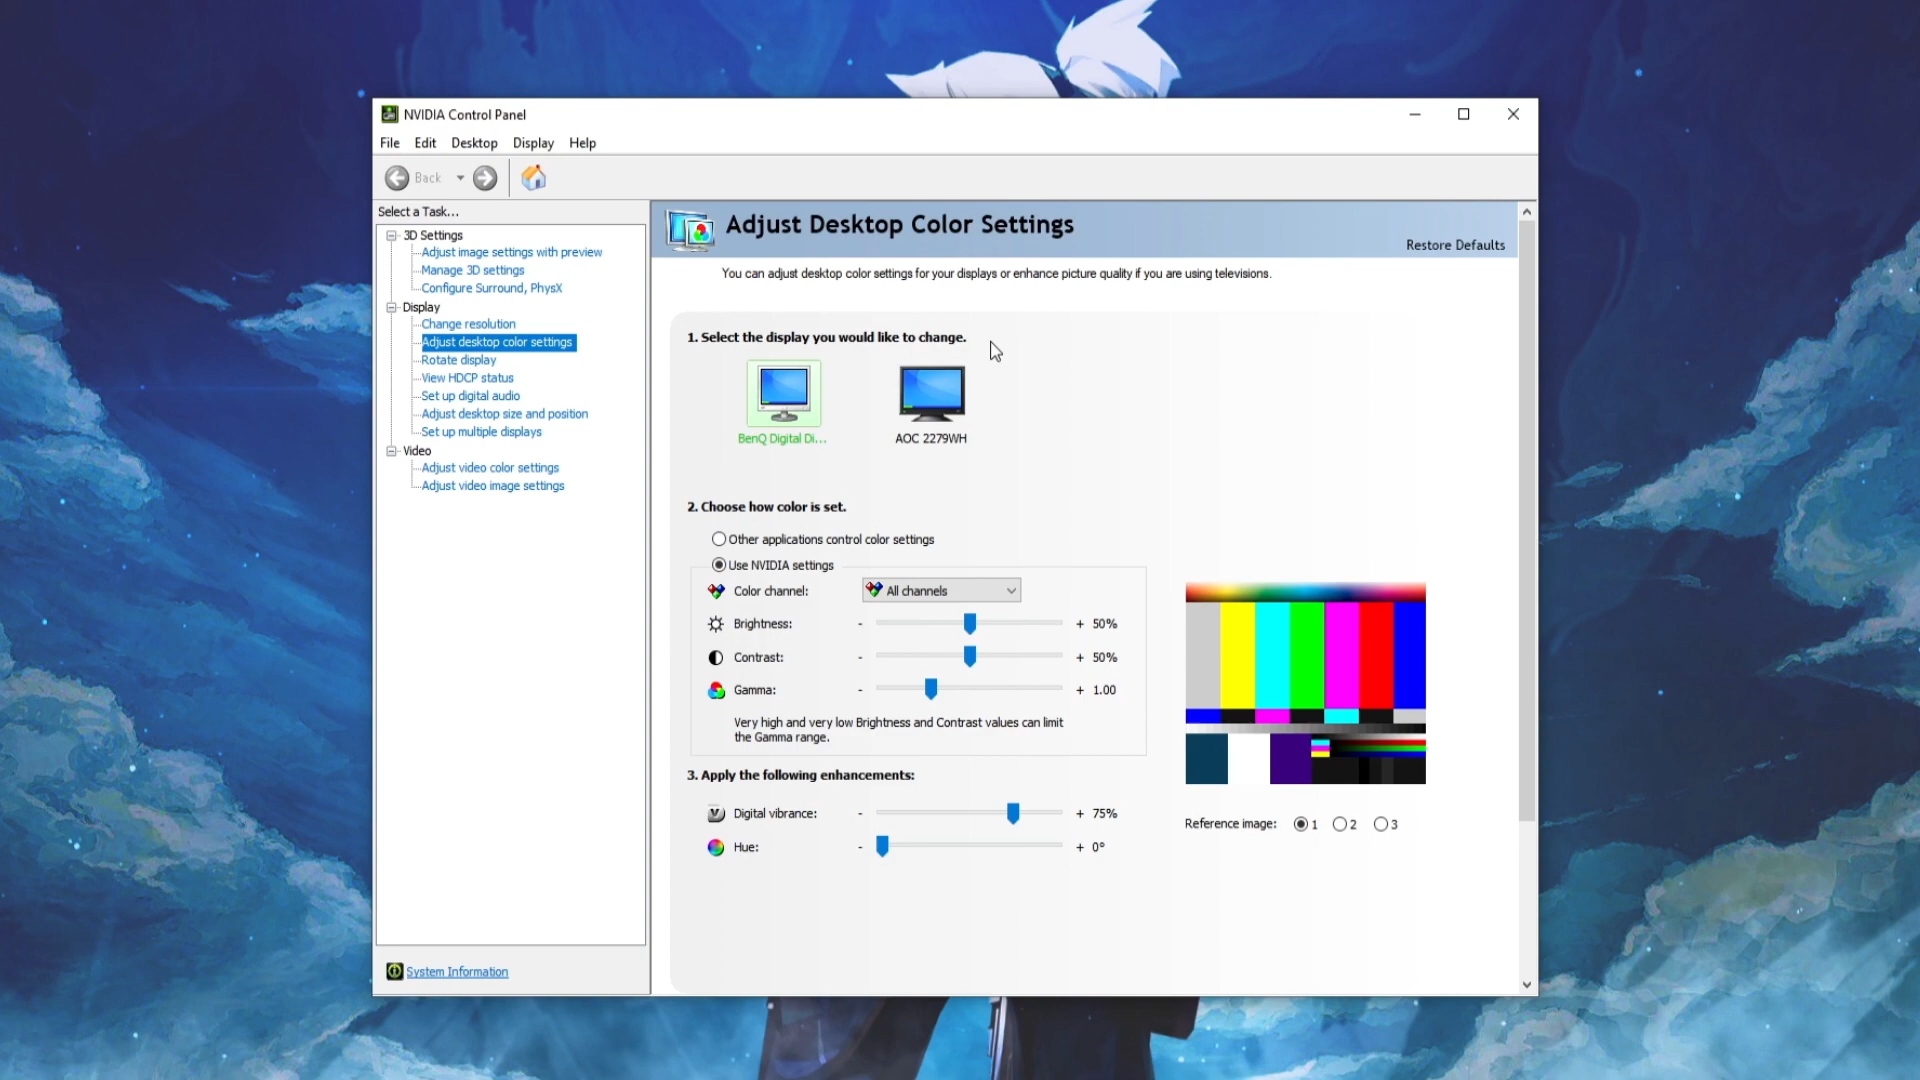 NVIDIA Control Panel
File Edit Desktop Display Help
Back
Select a Task...
3D Settings
Adjust image settings with preview
Manage 3D settings
Configure Surround, PhysX
Display
Change resolution
Adjust desktop color settings
Rotate display
View HDCP status
Set up digital audio
Adjust desktop size and position
Set up multiple displays
Video
Adjust video color settings
Adjust video image settings
System Information
Adjust Desktop Color Settings
Restore Defaults
You can adjust desktop color settings for your displays or enhance picture quality if you are using televisions.
1. Select the display you would like to change.
BenQ Digital Di...
AOC 2279WH
2. Choose how color is set.
Other applications control color settings
Use NVIDIA settings
Color channel: All channels
Brightness: - + 50%
Contrast: - + 50%
Gamma: - + 1.00
Very high and very low Brightness and Contrast values can limit
the Gamma range.
3. Apply the following enhancements:
Digital vibrance: - + 75%
Hue: - + 0°
Reference image: 1 2 3